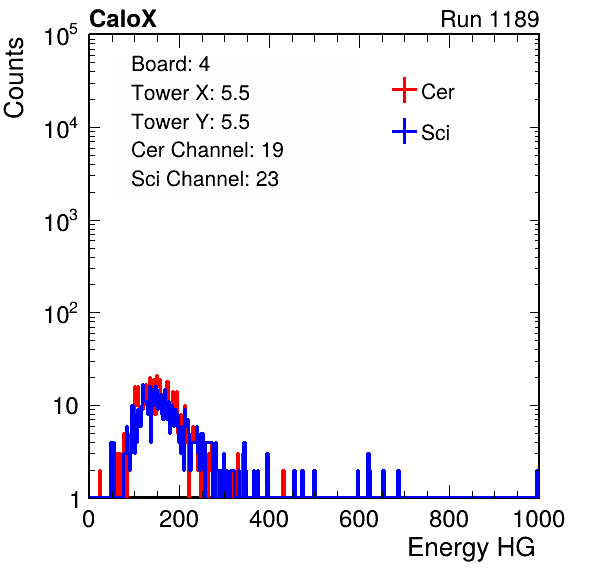 CaloX Run 1189
Counts
Board: 4
Tower X: 5.5
Tower Y: 5.5
Cer Channel: 19
Sci Channel: 23
Cer
Sci
10^5
10^4
10^3
10^2
10
1
0 200 400 600 800 1000
Energy HG